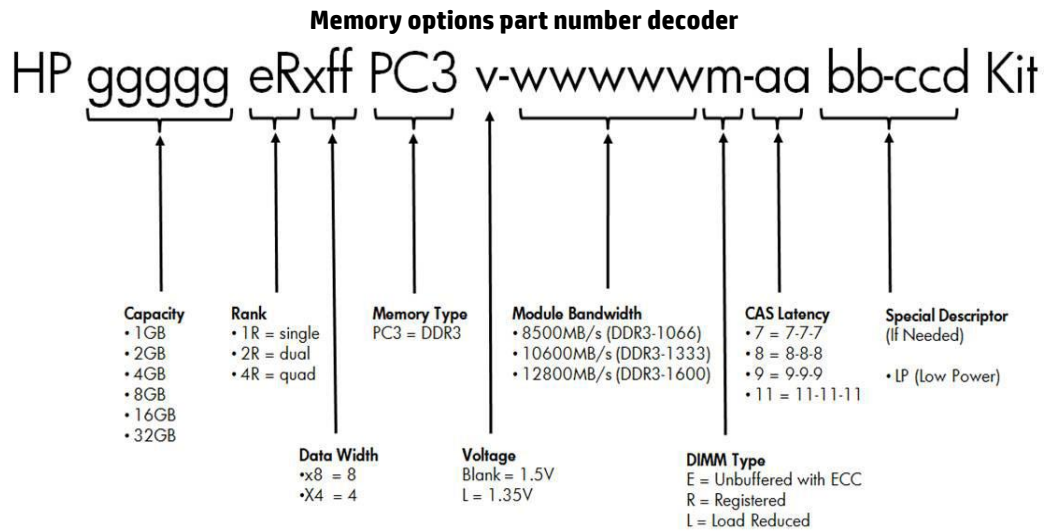 Memory options part number decoder
HP ggggg eRxff PC3 v-wwwwwm-aa bb-ccd Kit
Capacity
• 1GB
• 2GB
• 4GB
• 8GB
• 16GB
• 32GB
Rank
• 1R = single
• 2R = dual
• 4R = quad
Memory Type
PC3 = DDR3
Module Bandwidth
• 8500MB/s (DDR3-1066)
• 10600MB/s (DDR3-1333)
• 12800MB/s (DDR3-1600)
CAS Latency
• 7 = 7-7-7
• 8 = 8-8-8
• 9 = 9-9-9
• 11 = 11-11-11
Special Descriptor
(If Needed)
• LP (Low Power)
Data Width
•x8 = 8
•X4 = 4
Voltage
Blank = 1.5V
L = 1.35V
DIMM Type
E = Unbuffered with ECC
R = Registered
L = Load Reduced